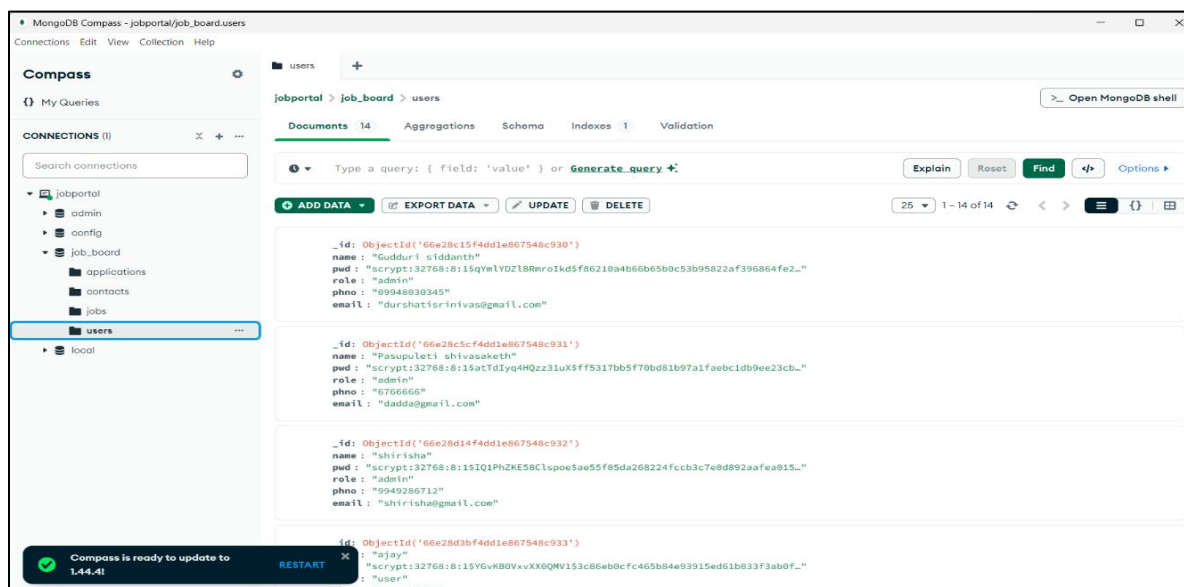 MongoDB Compass - jobportal/job_board.users
Connections Edit View Collection Help
Compass
{} My Queries
CONNECTIONS (1)
Search connections
jobportal
admin
config
job_board
applications
contacts
jobs
users
local
users
jobportal > job_board > users
>_ Open MongoDB shell
Documents 14 Aggregations Schema Indexes 1 Validation
Type a query: { field: 'value' } or Generate query
Explain Reset Find </> Options
ADD DATA EXPORT DATA UPDATE DELETE
25 1 - 14 of 14 {}
_id: ObjectId('66e28c15f4dd1e867548c930')
name : "Gudduri siddanth"
pwd : "scrypt:32768:8:1$qYmlYDZlBRmroIkd$f86210a4b66b65b0c53b95822af396864fe2…"
role : "admin"
phno : "09948030345"
email : "durshatisrinivas@gmail.com"
_id: ObjectId('66e28c5cf4dd1e867548c931')
name : "Pasupuleti shivasaketh"
pwd : "scrypt:32768:8:1$atTdIyq4HQzz31uX$ff5317bb5f70bd81b97a1faebc1db9ee23cb…"
role : "admin"
phno : "6766666"
email : "dadda@gmail.com"
_id: ObjectId('66e28d14f4dd1e867548c932')
name : "shirisha"
pwd : "scrypt:32768:8:1$IQ1PhZKE58Clspoe$ae55f05da268224fccb3c7e0d892aafea015…"
role : "admin"
phno : "9949286712"
email : "shirisha@gmail.com"
id: ObjectId('66e28d3bf4dd1e867548c933')
: "ajay"
"scrypt:32768:8:1$YGvKB0VxvXX0QMV1$3c86eb0cfc465b84e93915ed61b033f3ab0f…"
: "user"
Compass is ready to update to
1.44.4!
RESTART